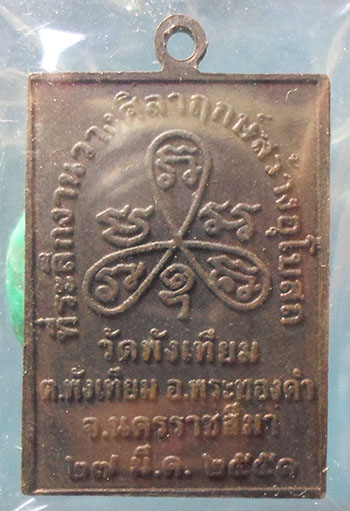 ที่ระลึกงานวางศิลาฤกษ์สร้างอุโบสถ
วัดพังเทียม
ต.พังเทียม อ.พระทองคำ
จ.นครราชสีมา
๒๗ มี.ค. ๒๕๕๑